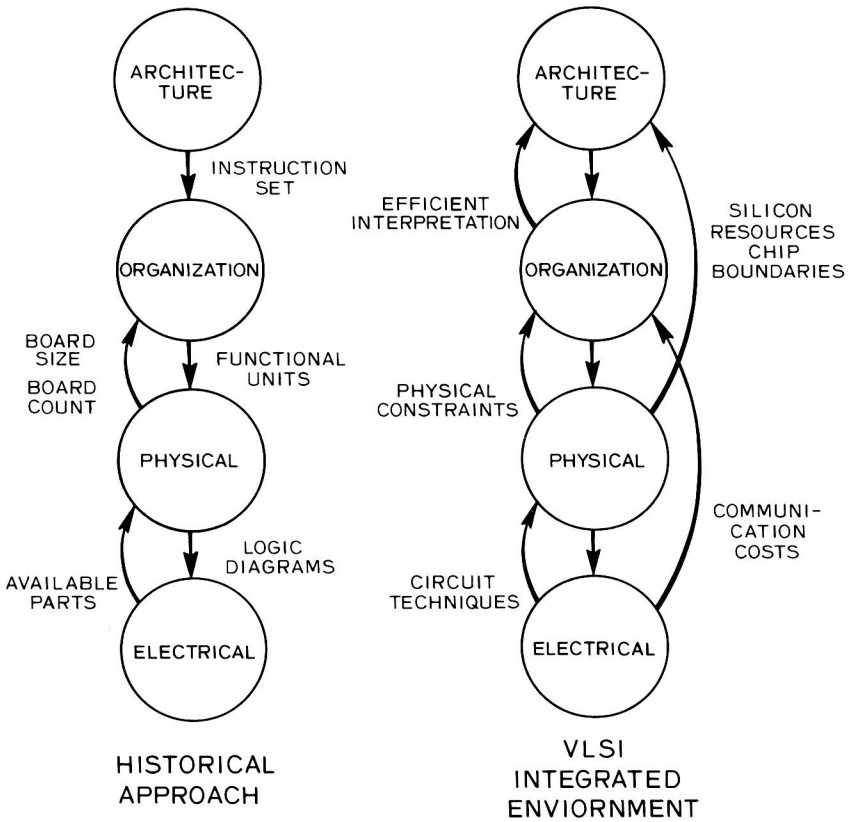 ARCHITEC-
TURE
INSTRUCTION
SET
ORGANIZATION
BOARD
SIZE
BOARD
COUNT
FUNCTIONAL
UNITS
PHYSICAL
AVAILABLE
PARTS
LOGIC
DIAGRAMS
ELECTRICAL
HISTORICAL
APPROACH
ARCHITEC-
TURE
EFFICIENT
INTERPRETATION
SILICON
RESOURCES
CHIP
BOUNDARIES
ORGANIZATION
PHYSICAL
CONSTRAINTS
PHYSICAL
COMMUNI-
CATION
COSTS
CIRCUIT
TECHNIQUES
ELECTRICAL
VLSI
INTEGRATED
ENVIORNMENT